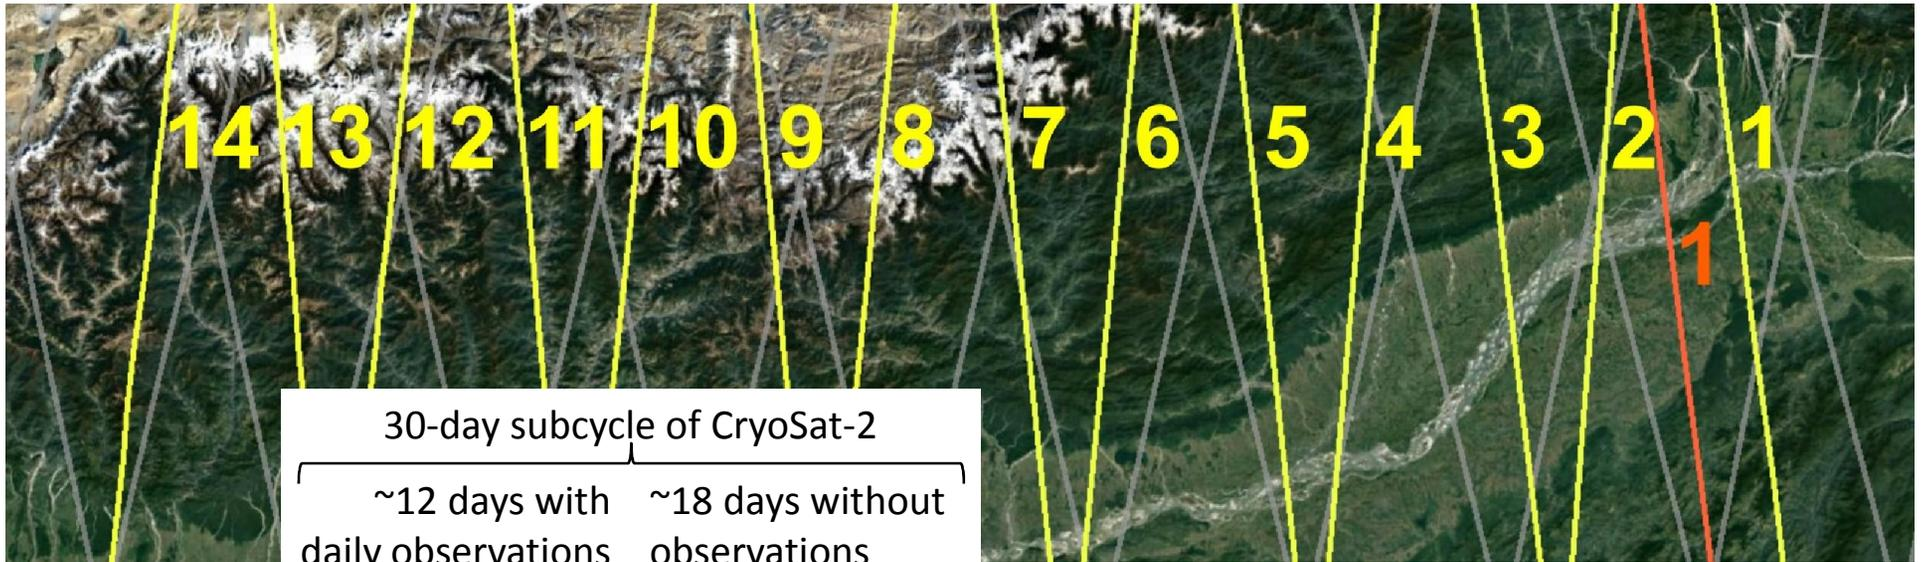 14 13 12 11 10 9 8 7 6 5 4 3 2 1
1
30-day subcycle of CryoSat-2
~12 days with ~18 days without
daily observations observations